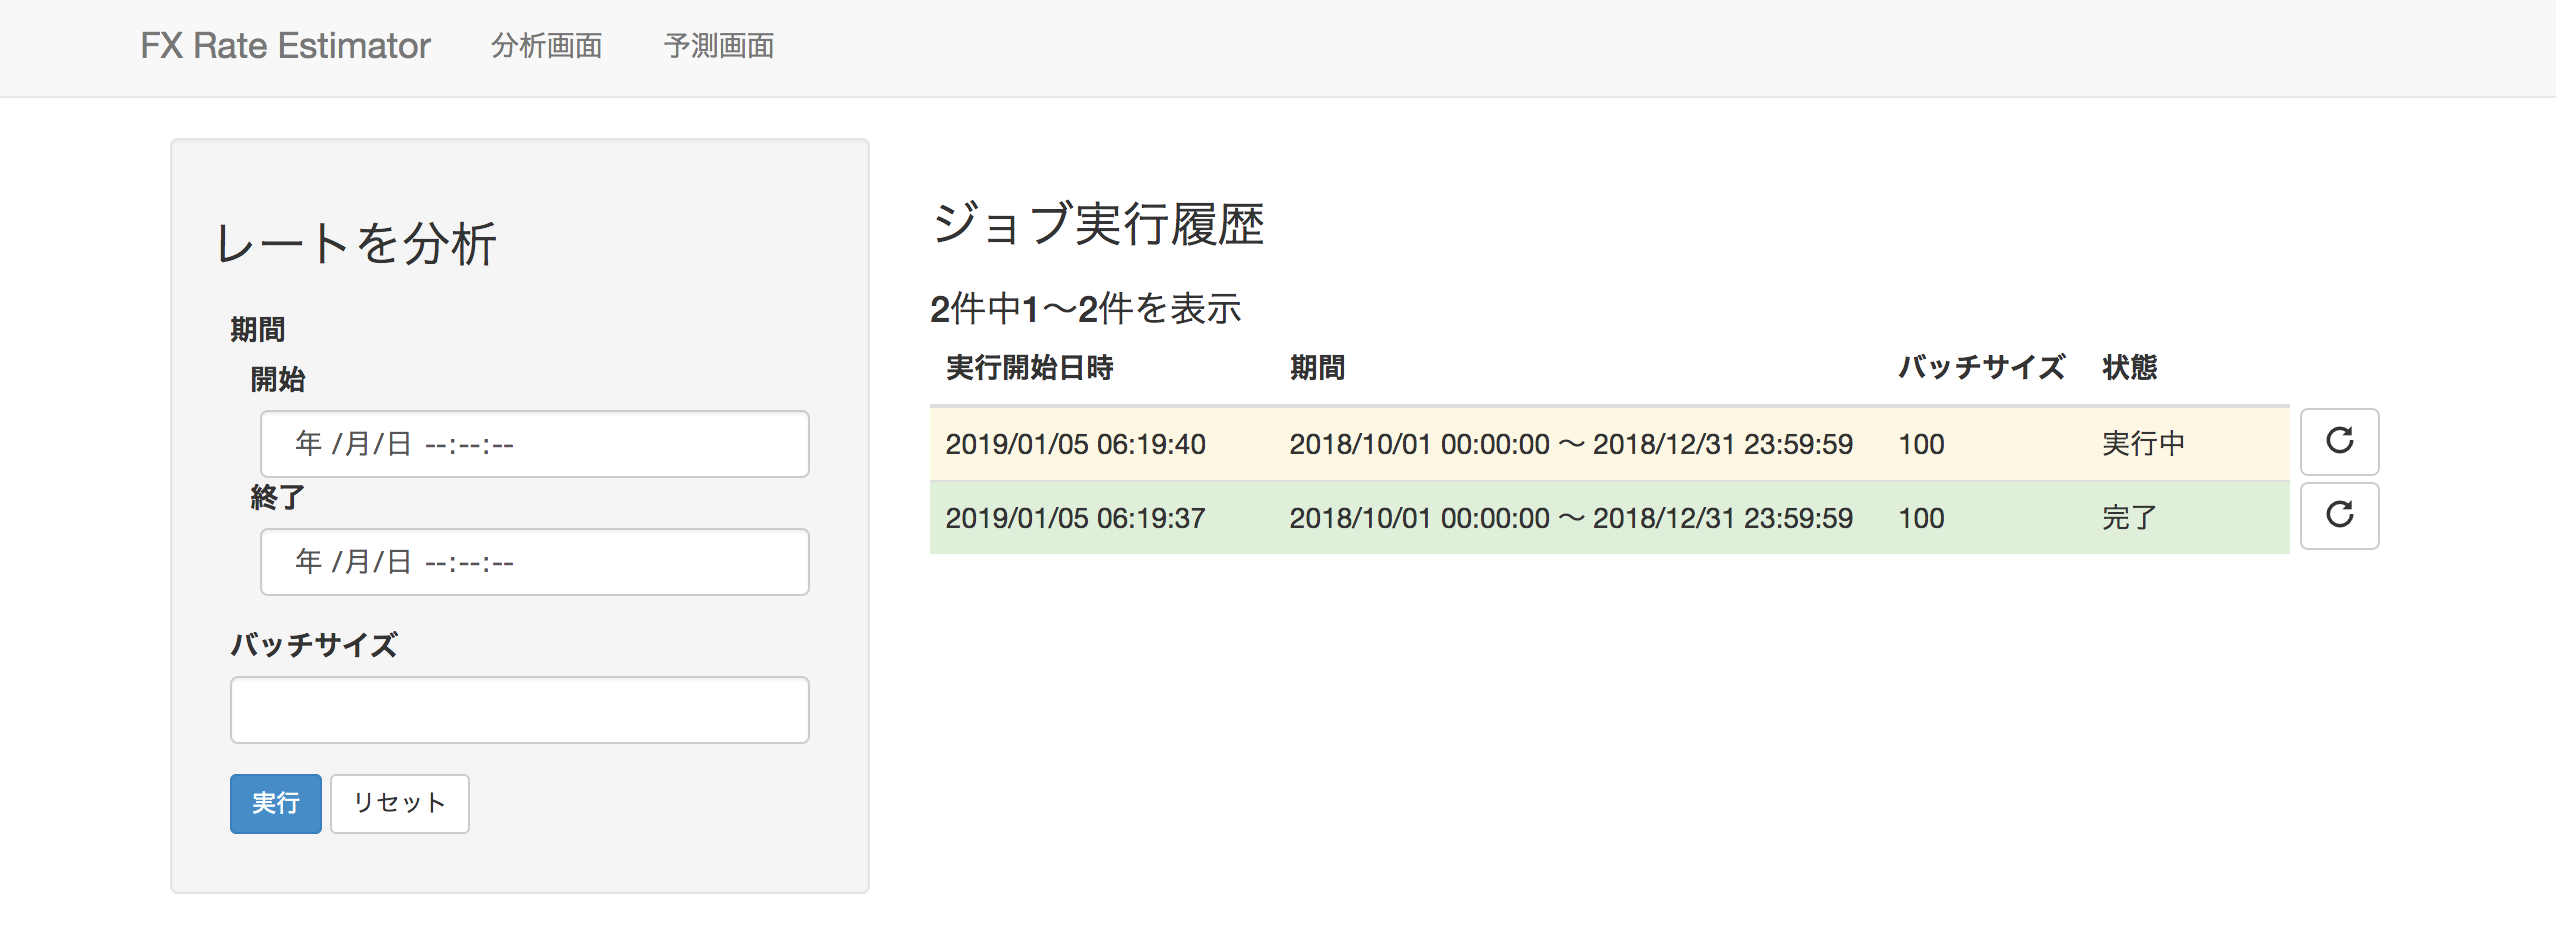 FX Rate Estimator 分析画面 予測画面
レートを分析
期間
開始
年 /月/日 --:--:--
終了
年 /月/日 --:--:--
バッチサイズ
実行 リセット
ジョブ実行履歴
2件中1〜2件を表示
実行開始日時 期間 バッチサイズ 状態
2019/01/05 06:19:40 2018/10/01 00:00:00 〜 2018/12/31 23:59:59 100 実行中
2019/01/05 06:19:37 2018/10/01 00:00:00 〜 2018/12/31 23:59:59 100 完了